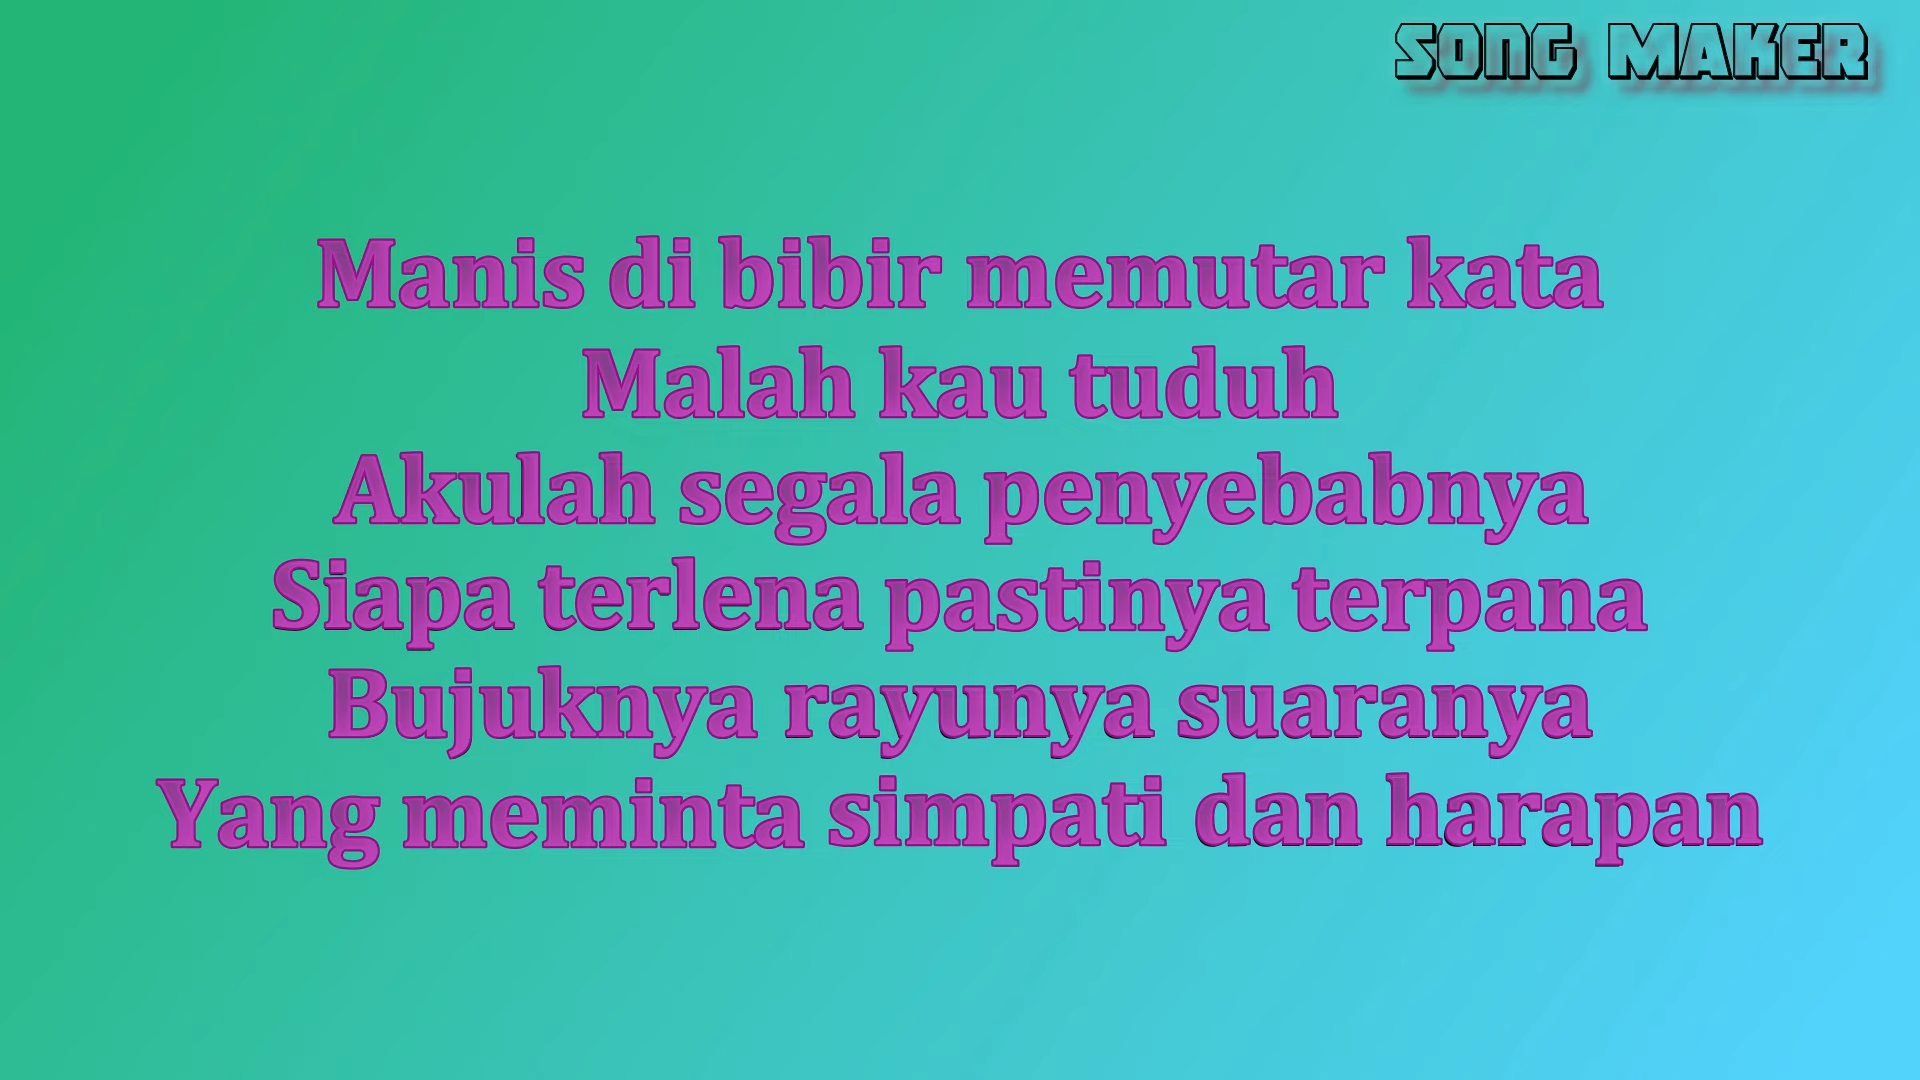 SONG MAKER
Manis di bibir memutar kata
Malah kau tuduh
Akulah segala penyebabnya
Siapa terlena pastinya terpana
Bujuknya rayunya suaranya
Yang meminta simpati dan harapan